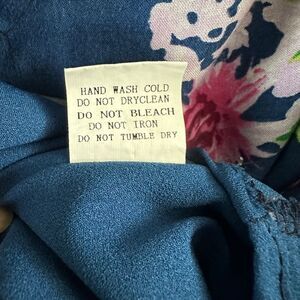 HAND WASH COLD
DO NOT DRYCLEAN
DO NOT BLEACH
DO NOT IRON
DO NOT TUMBLE DRY